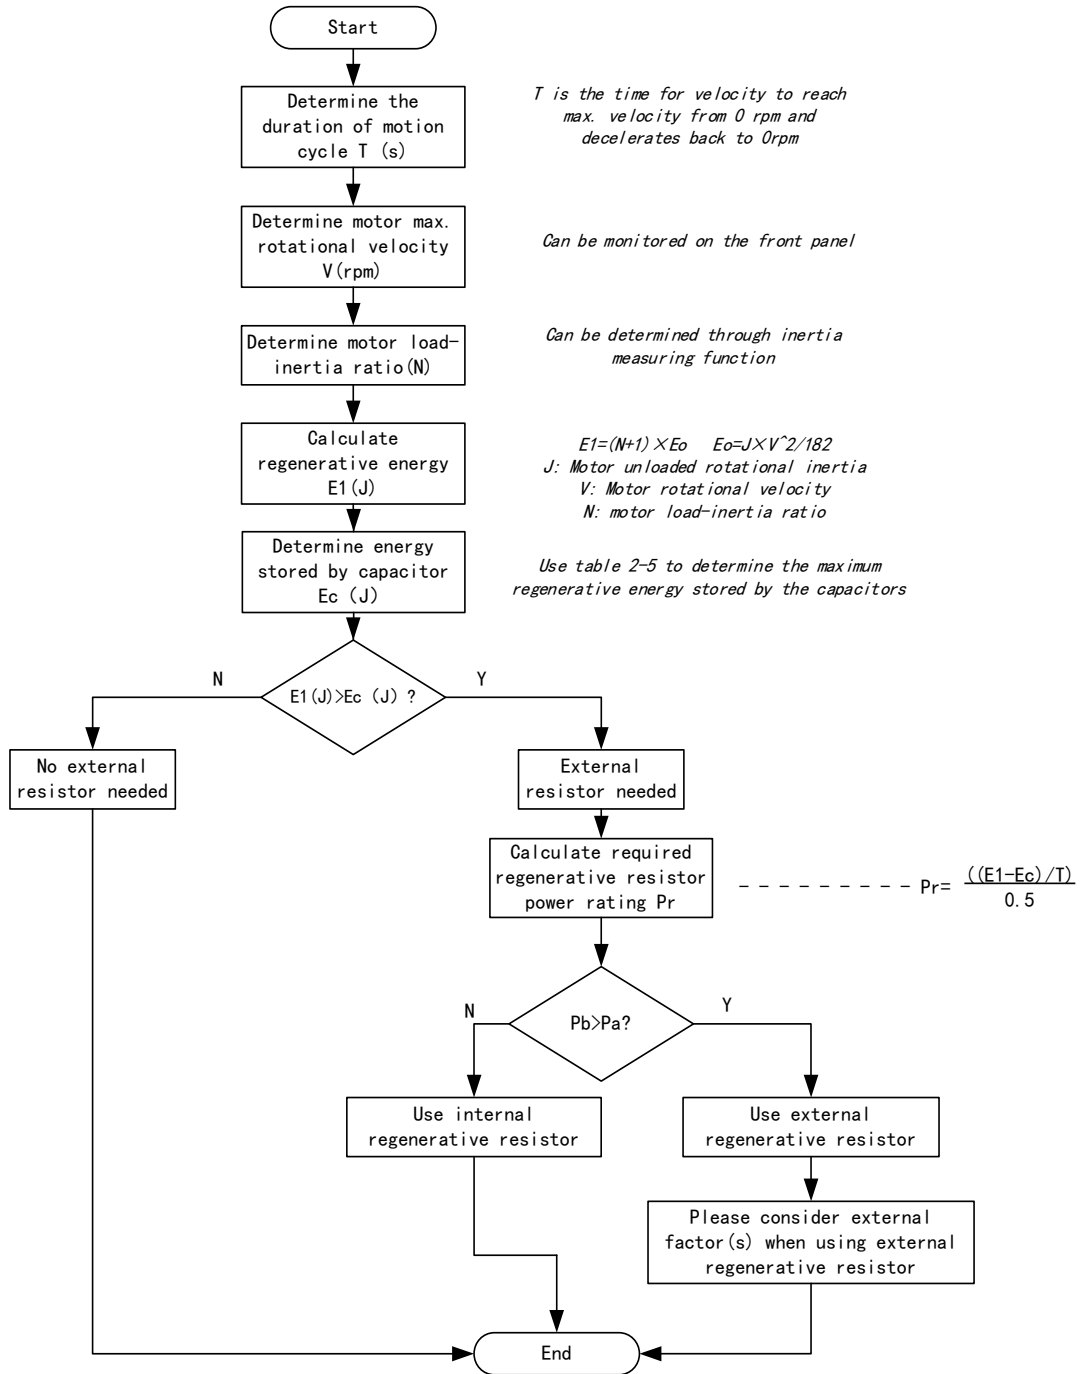 Start
Determine the
duration of motion
cycle T (s)
T is the time for velocity to reach
max. velocity from 0 rpm and
decelerates back to 0rpm
Determine motor max.
rotational velocity
V(rpm)
Can be monitored on the front panel
Determine motor load-
inertia ratio(N)
Can be determined through inertia
measuring function
Calculate
regenerative energy
E1(J)
E1=(N+1)×Eo Eo=J×V^2/182
J: Motor unloaded rotational inertia
V: Motor rotational velocity
N: motor load-inertia ratio
Determine energy
stored by capacitor
Ec (J)
Use table 2-5 to determine the maximum
regenerative energy stored by the capacitors
N
Y
E1(J)>Ec (J) ?
No external
resistor needed
External
resistor needed
Calculate required
regenerative resistor
power rating Pr
Pr= ((E1-Ec)/T)
0.5
N
Y
Pb>Pa?
Use internal
regenerative resistor
Use external
regenerative resistor
Please consider external
factor(s) when using external
regenerative resistor
End